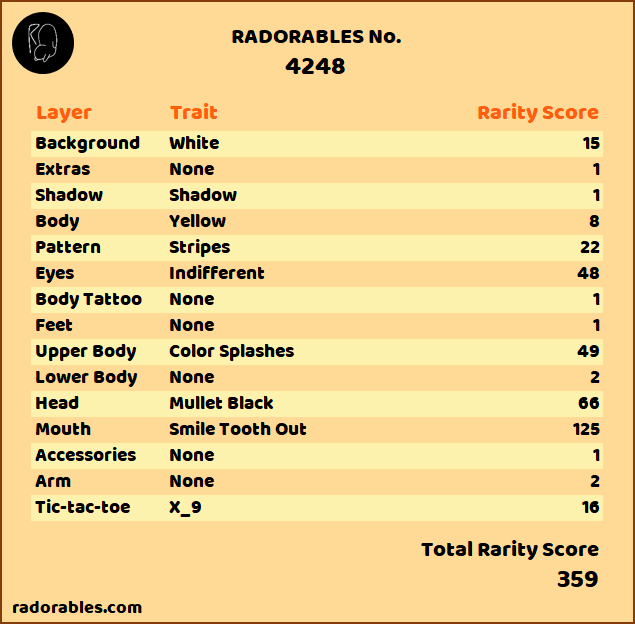 RADORABLES No.
4248
Layer Trait Rarity Score
Background White 15
Extras None 1
Shadow Shadow 1
Body Yellow 8
Pattern Stripes 22
Eyes Indifferent 48
Body Tattoo None 1
Feet None 1
Upper Body Color Splashes 49
Lower Body None 2
Head Mullet Black 66
Mouth Smile Tooth Out 125
Accessories None 1
Arm None 2
Tic-tac-toe X_9 16
Total Rarity Score
359
radorables.com